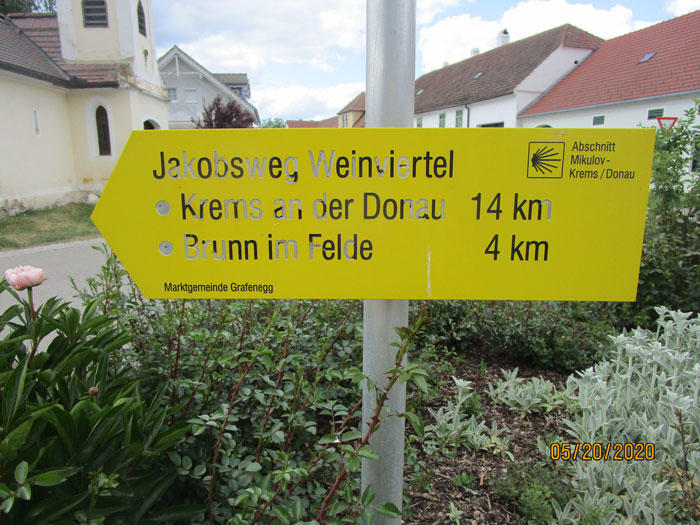 Jakobsweg Weinviertel
• Krems an der Donau 14 km
• Brunn im Felde 4 km
Marktgemeinde Grafenegg
Abschnitt
Mikulov-
Krems/Donau
05/20/2020